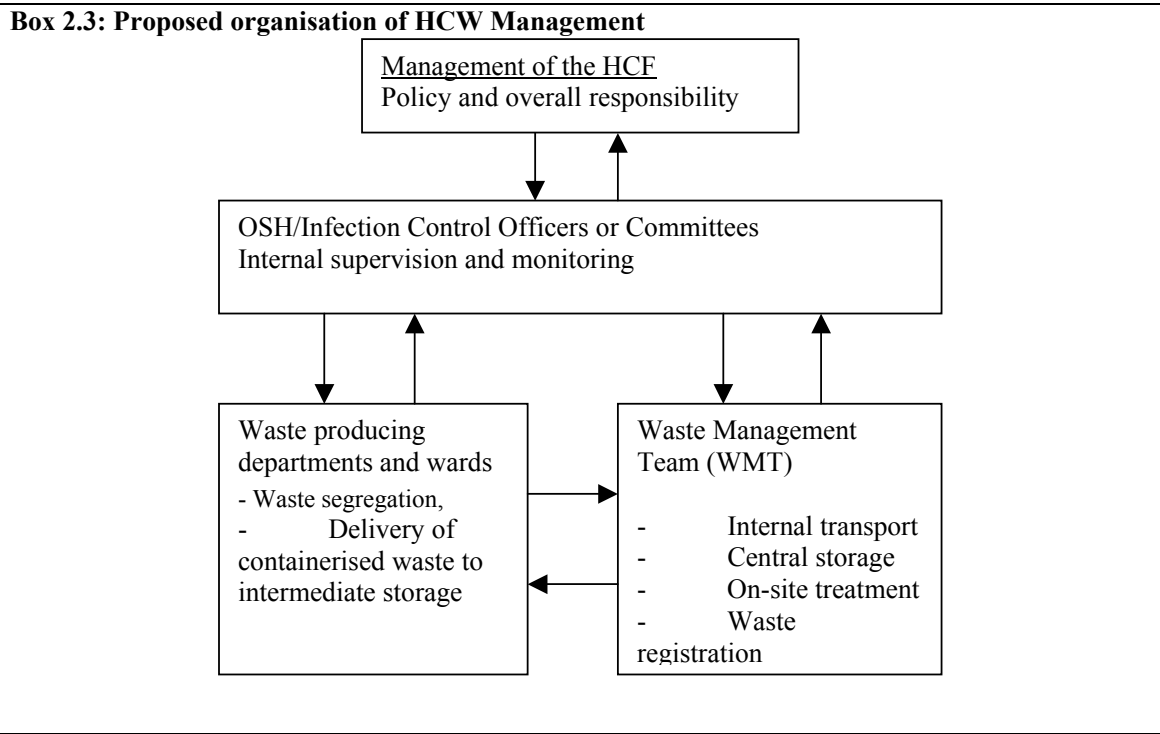 Box 2.3: Proposed organisation of HCW Management
Management of the HCF
Policy and overall responsibility
OSH/Infection Control Officers or Committees
Internal supervision and monitoring
Waste producing
departments and wards
- Waste segregation,
- Delivery of
containerised waste to
intermediate storage
Waste Management
Team (WMT)
- Internal transport
- Central storage
- On-site treatment
- Waste
registration